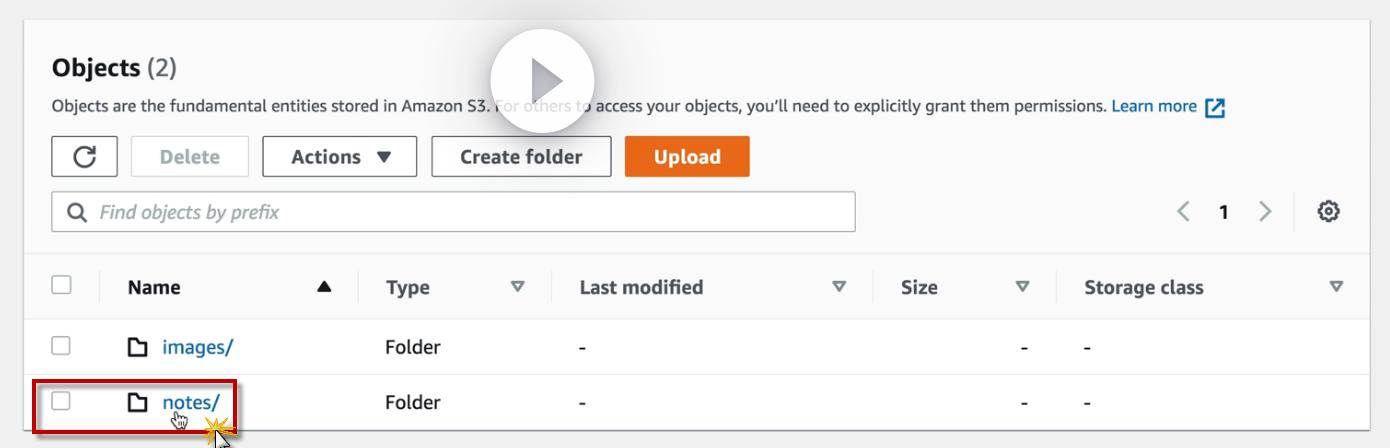 Objects (2)
Objects are the fundamental entities stored in Amazon S3. For others to access your objects, you'll need to explicitly grant them permissions. Learn more
Delete Actions Create folder Upload
Find objects by prefix 1
Name Type Last modified Size Storage class
images/ Folder - - -
notes/ Folder - - -